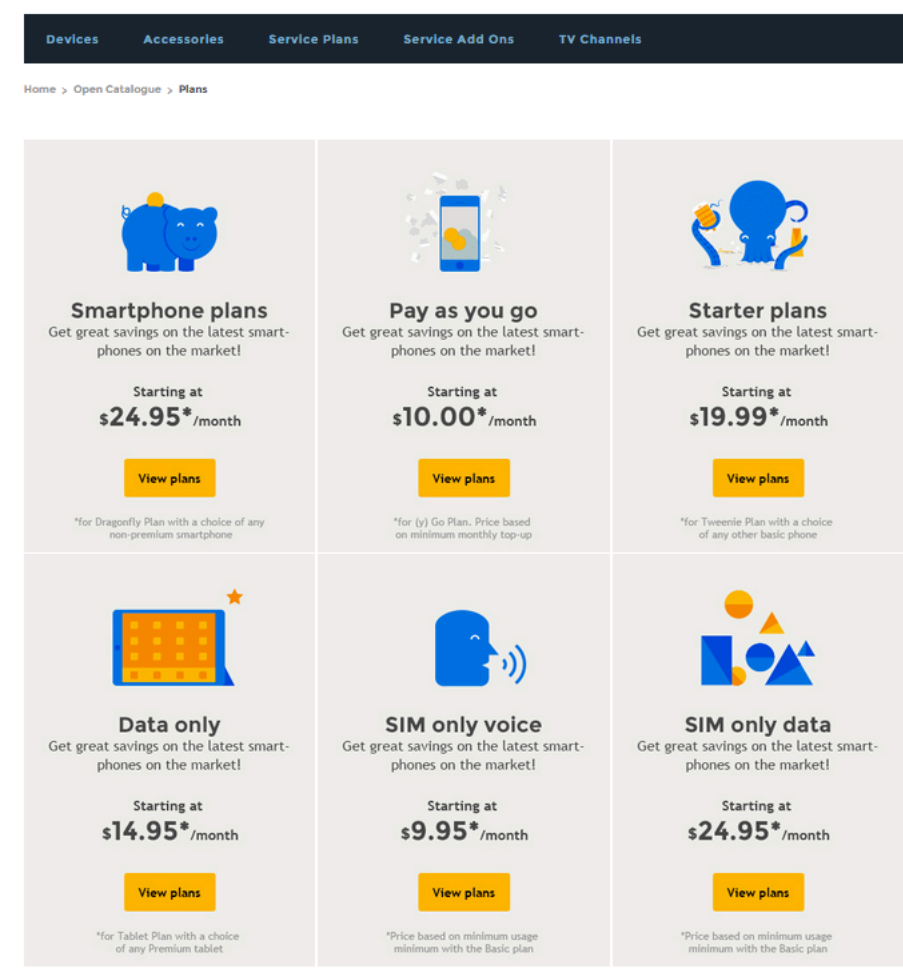 Devices Accessories Service Plans Service Add Ons TV Channels
Home > Open Catalogue > Plans
Smartphone plans
Get great savings on the latest smart-
phones on the market!
Starting at
$24.95*/month
View plans
*for Dragonfly Plan with a choice of any
non-premium smartphone
Pay as you go
Get great savings on the latest smart-
phones on the market!
Starting at
$10.00*/month
View plans
*for (y) Go Plan. Price based
on minimum monthly top-up
Starter plans
Get great savings on the latest smart-
phones on the market!
Starting at
$19.99*/month
View plans
*for Tweenie Plan with a choice
of any other basic phone
Data only
Get great savings on the latest smart-
phones on the market!
Starting at
$14.95*/month
View plans
*for Tablet Plan with a choice
of any Premium tablet
SIM only voice
Get great savings on the latest smart-
phones on the market!
Starting at
$9.95*/month
View plans
*Price based on minimum usage
minimum with the Basic plan
SIM only data
Get great savings on the latest smart-
phones on the market!
Starting at
$24.95*/month
View plans
*Price based on minimum usage
minimum with the Basic plan